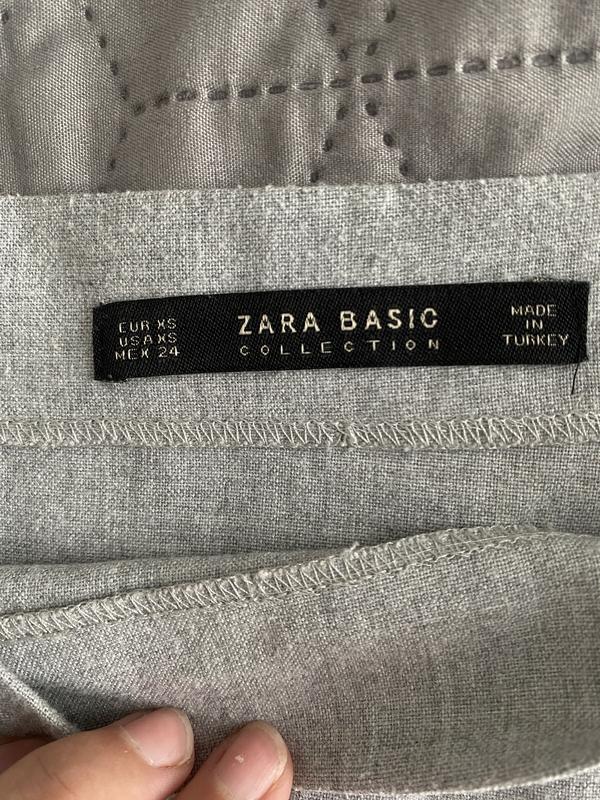 EUR XS
USA XS
MEX 24
ZARA BASIC
COLLECTION
MADE
IN
TURKEY